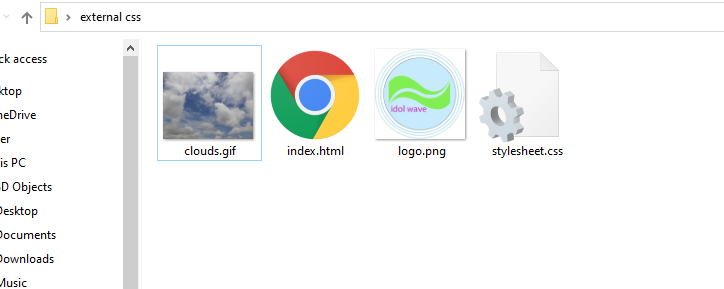 external css
ck access
ktop
neDrive
er
is PC
D Objects
Desktop
Documents
Downloads
Music
clouds.gif
index.html
idol wave
logo.png
stylesheet.css